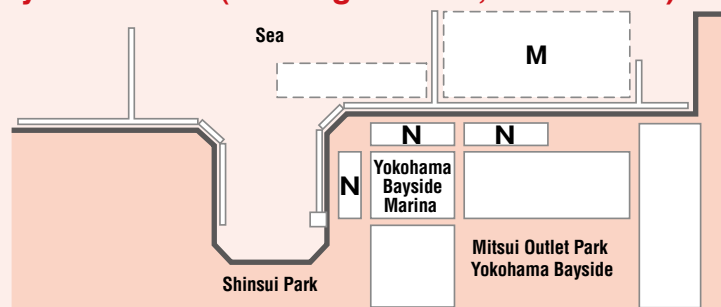 Sea
M
N
N
N
Yokohama
Bayside
Marina
Mitsui Outlet Park
Yokohama Bayside
Shinsui Park